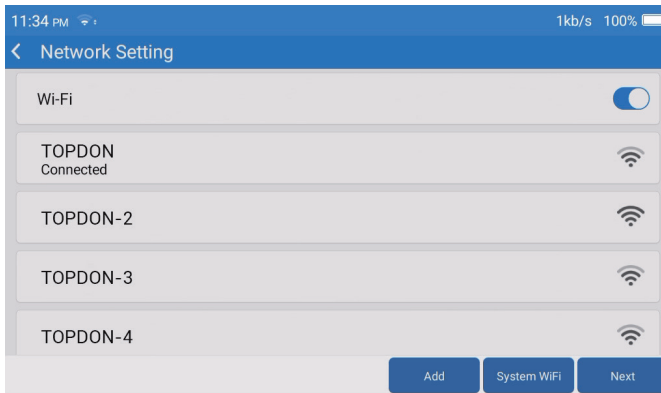 11:34 PM 1kb/s 100%
Network Setting
Wi-Fi
TOPDON
Connected
TOPDON-2
TOPDON-3
TOPDON-4
Add System WiFi Next